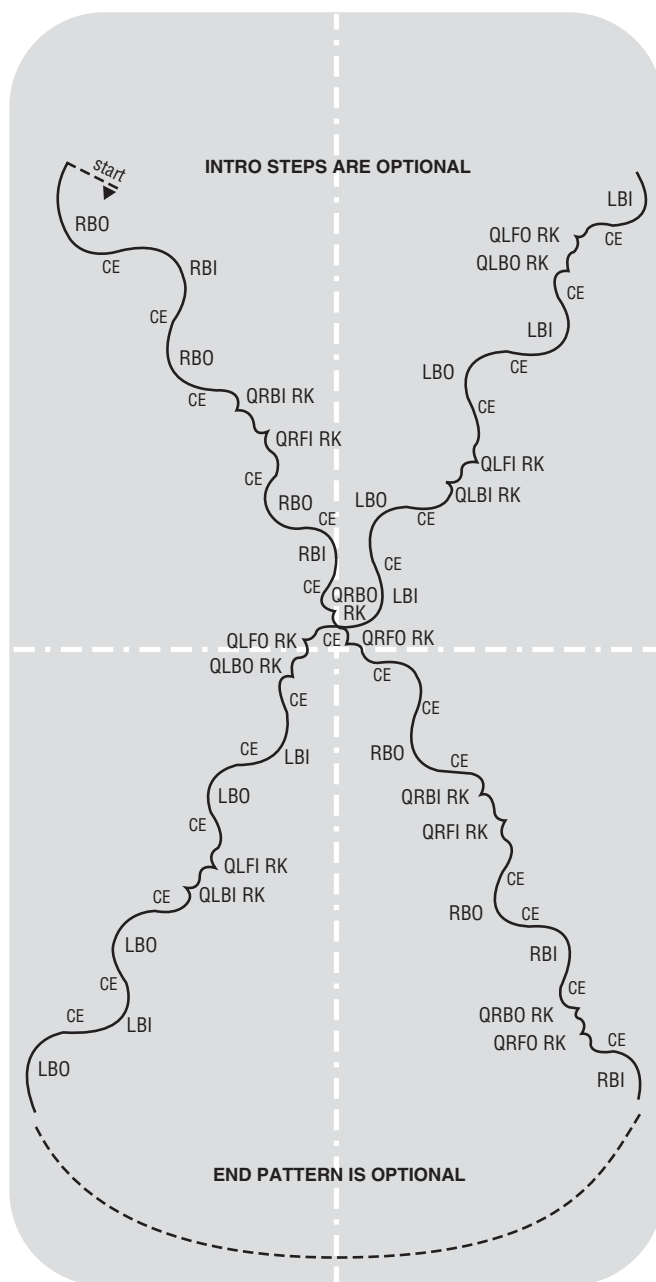 start
INTRO STEPS ARE OPTIONAL
RBO
CE
RBI
CE
RBO
CE
QRBI RK
QRFI RK
CE
RBO
CE
RBI
CE
QRBO
RK
QRFO RK
CE
CE
RBO
CE
QRBI RK
QRFI RK
CE
RBO
CE
RBI
CE
QRBO RK
QRFO RK
CE
RBI
END PATTERN IS OPTIONAL
LBO
CE
LBI
CE
LBO
CE
QLBI RK
QLFI RK
CE
LBO
CE
LBI
CE
QLBO RK
QLFO RK
CE
LBI
CE
LBO
CE
QLBI RK
QLFI RK
CE
LBO
CE
LBI
CE
QLBO RK
QLFO RK
CE
LBI